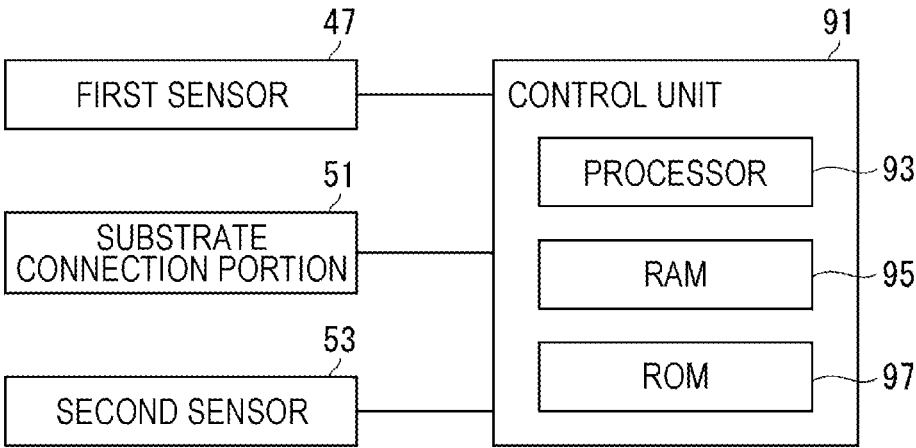 47
FIRST SENSOR
51
SUBSTRATE
CONNECTION PORTION
53
SECOND SENSOR
91
CONTROL UNIT
PROCESSOR
93
RAM
95
ROM
97